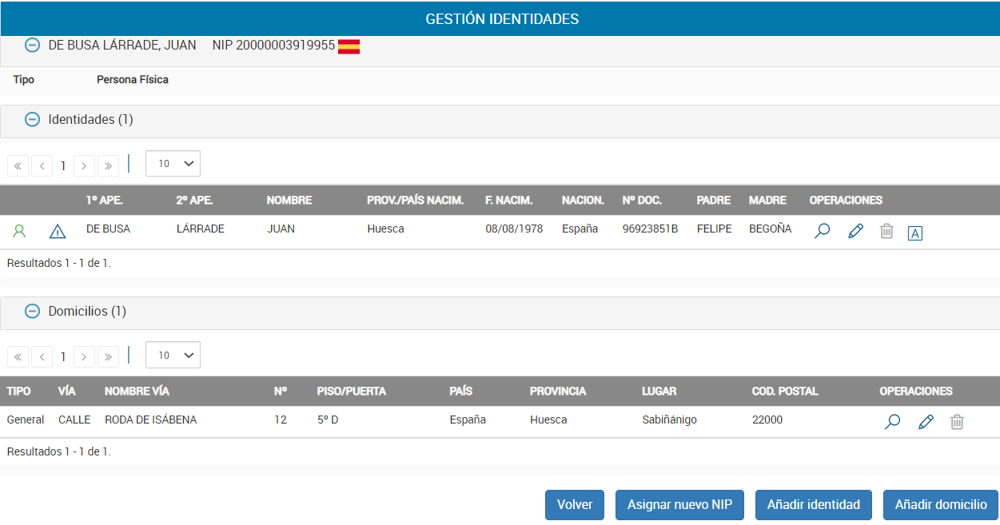 GESTIÓN IDENTIDADES
DE BUSA LÁRRADE, JUAN NIP 20000003919955
Tipo Persona Física
Identidades (1)
« < 1 > » 10
1º APE. 2º APE. NOMBRE PROV./PAÍS NACIM. F. NACIM. NACION. Nº DOC. PADRE MADRE OPERACIONES
DE BUSA LÁRRADE JUAN Huesca 08/08/1978 España 96923851B FELIPE BEGOÑA A
Resultados 1 - 1 de 1.
Domicilios (1)
« < 1 > » 10
TIPO VÍA NOMBRE VÍA Nº PISO/PUERTA PAÍS PROVINCIA LUGAR COD. POSTAL OPERACIONES
General CALLE RODA DE ISÁBENA 12 5º D España Huesca Sabiñánigo 22000
Resultados 1 - 1 de 1.
Volver Asignar nuevo NIP Añadir identidad Añadir domicilio